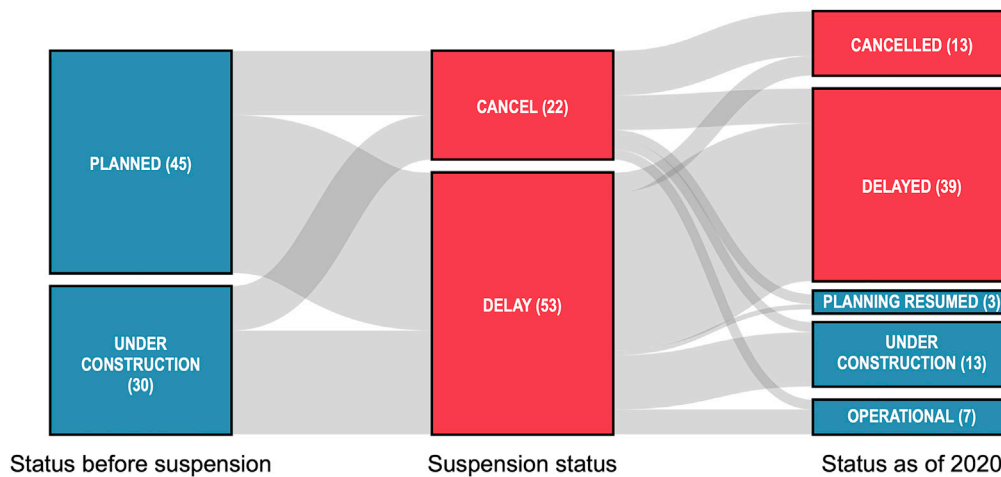 PLANNED (45)
UNDER
CONSTRUCTION
(30)
Status before suspension
CANCEL (22)
DELAY (53)
Suspension status
CANCELLED (13)
DELAYED (39)
PLANNING RESUMED (3)
UNDER
CONSTRUCTION (13)
OPERATIONAL (7)
Status as of 2020